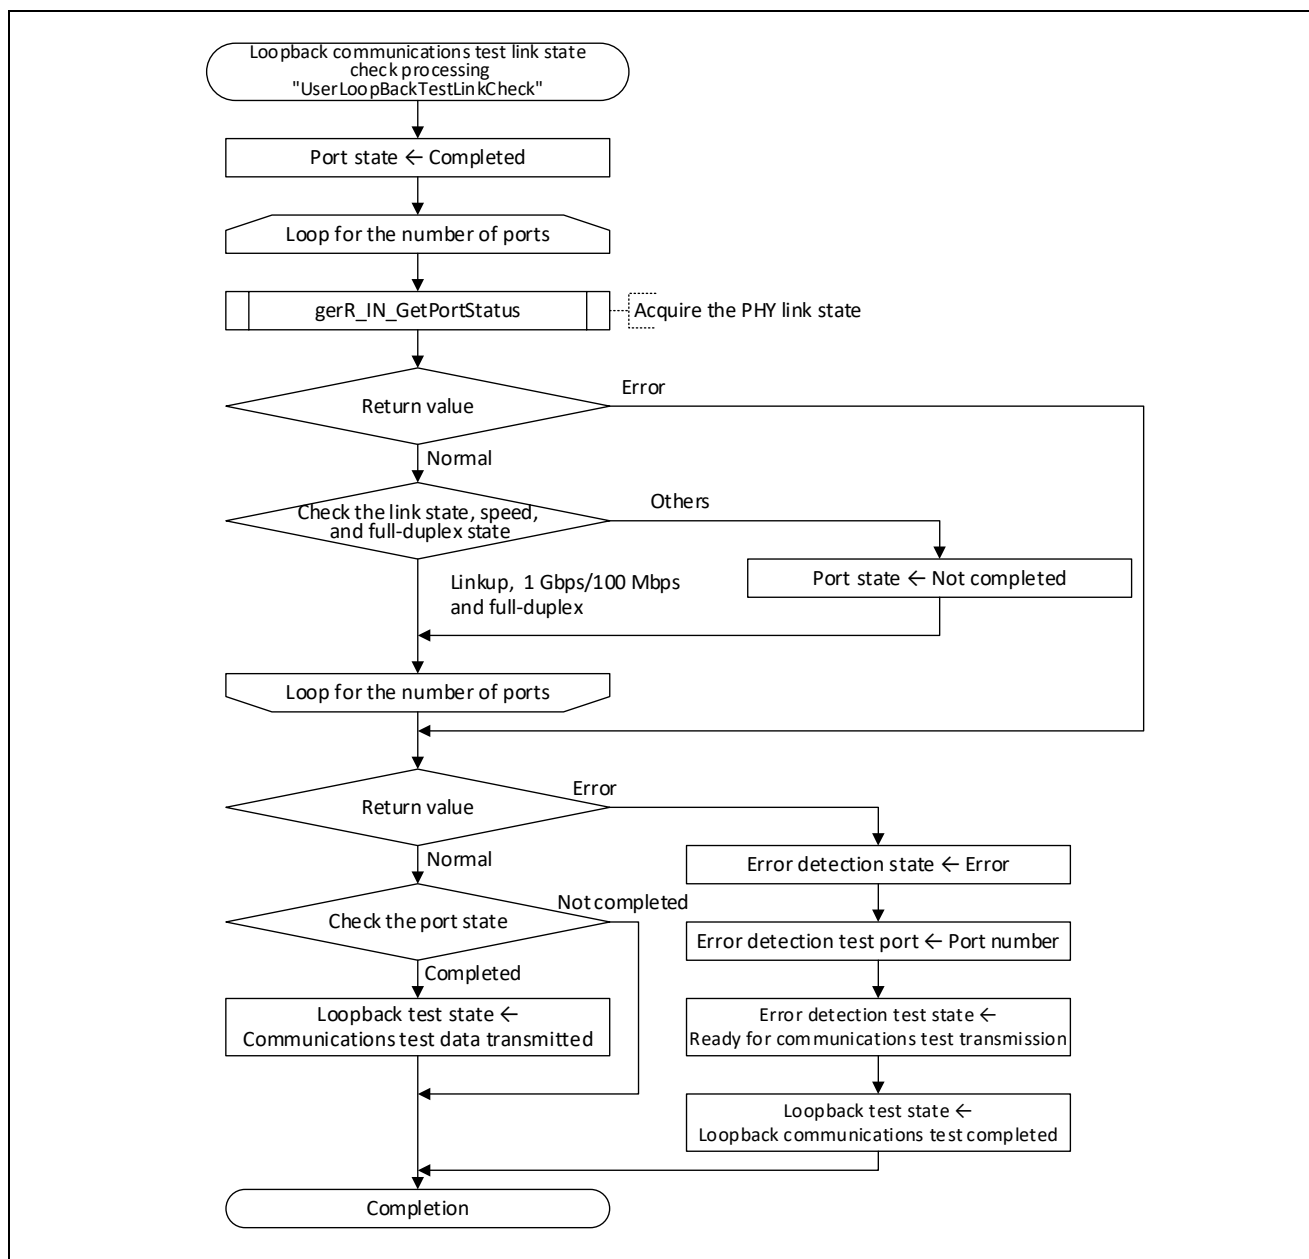 Loopback communications test link state
check processing
"UserLoopBackTestLinkCheck"
Port state ← Completed
Loop for the number of ports
gerR_IN_GetPortStatus
Acquire the PHY link state
Error
Return value
Normal
Others
Check the link state, speed,
and full-duplex state
Port state ← Not completed
Linkup, 1 Gbps/100 Mbps
and full-duplex
Loop for the number of ports
Error
Return value
Normal
Error detection state ← Error
Not completed
Check the port state
Error detection test port ← Port number
Completed
Loopback test state ←
Communications test data transmitted
Error detection test state ←
Ready for communications test transmission
Loopback test state ←
Loopback communications test completed
Completion